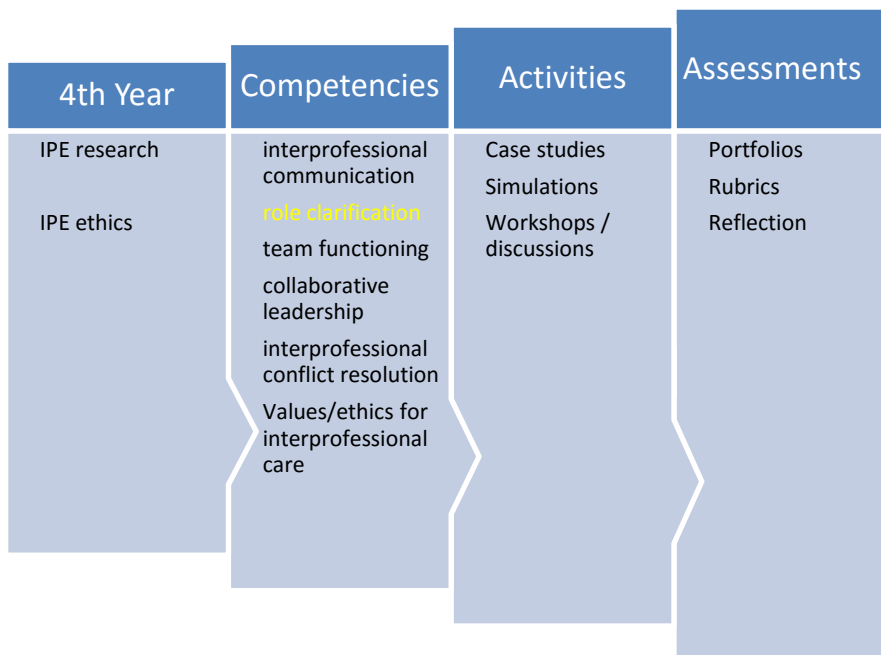 4th Year
IPE research
IPE ethics
Competencies
interprofessional
communication
role clarification
team functioning
collaborative
leadership
interprofessional
conflict resolution
Values/ethics for
interprofessional
care
Activities
Case studies
Simulations
Workshops /
discussions
Assessments
Portfolios
Rubrics
Reflection